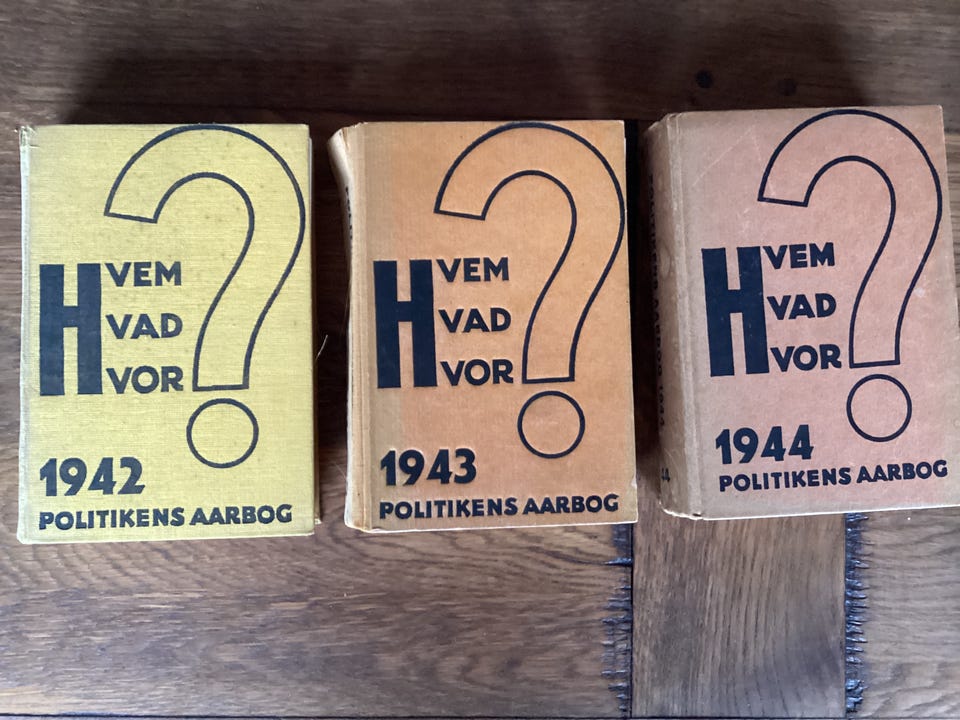 HVEM
HVAD
HVOR
?
1942
POLITIKENS AARBOG
HVEM
HVAD
HVOR
?
1943
POLITIKENS AARBOG
HVEM
HVAD
HVOR
?
1944
POLITIKENS AARBOG